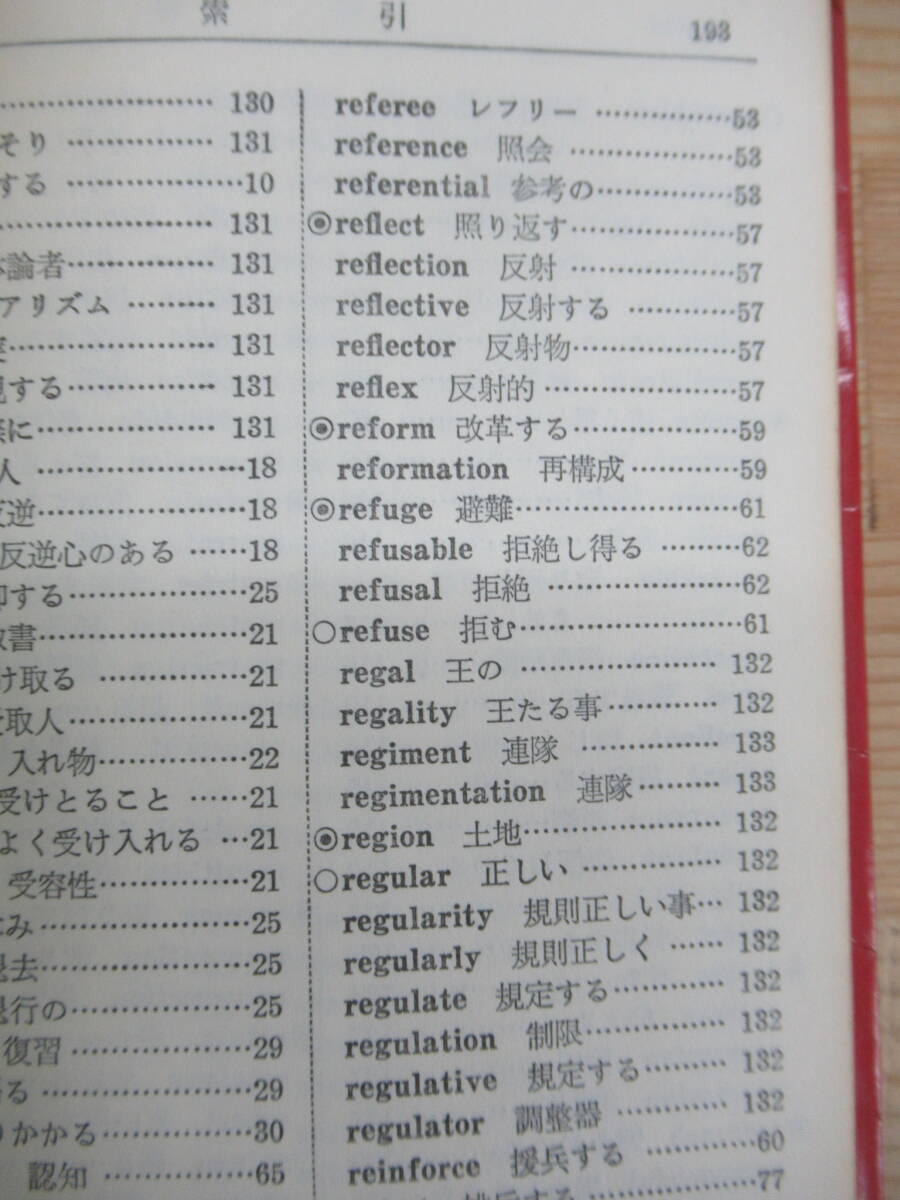 索引 193
130
そり 131
する 10
131
論者 131
アリズム 131
131
見する 131
に 131
人 18
反逆 18
反逆心のある 18
却する 25
21
け取る 21
受取人 21
入れ物 22
受けとること 21
よく受け入れる 21
受容性 21
み 25
退去 25
退行の 25
復習 29
る 29
りかかる 30
認知 65
referee レフリー 53
reference 照会 53
referential 参考の 53
◉reflect 照り返す 57
reflection 反射 57
reflective 反射する 57
reflector 反射物 57
reflex 反射的 57
◉reform 改革する 59
reformation 再構成 59
◉refuge 避難 61
refusable 拒絶し得る 62
refusal 拒絶 62
○refuse 拒む 61
regal 王の 132
regality 王たる事 132
regiment 連隊 133
regimentation 連隊 133
◉region 土地 132
○regular 正しい 132
regularity 規則正しい事 132
regularly 規則正しく 132
regulate 規定する 132
regulation 制限 132
regulative 規定する 132
regulator 調整器 132
reinforce 援兵する 60
77